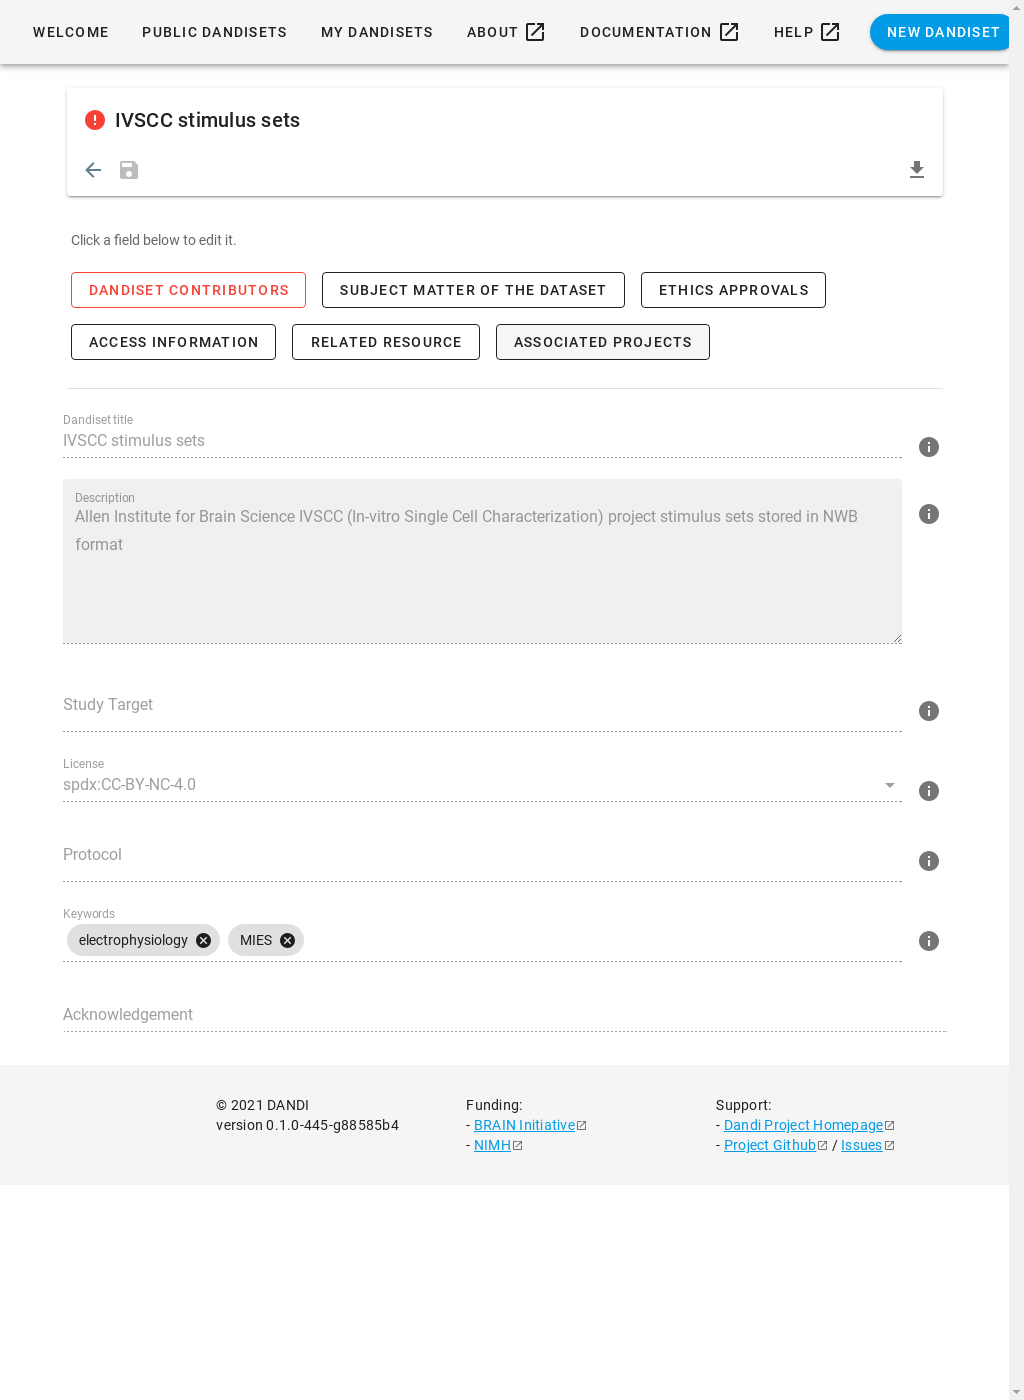 WELCOME PUBLIC DANDISETS MY DANDISETS ABOUT DOCUMENTATION HELP NEW DANDISET
IVSCC stimulus sets
Click a field below to edit it.
DANDISET CONTRIBUTORS SUBJECT MATTER OF THE DATASET ETHICS APPROVALS
ACCESS INFORMATION RELATED RESOURCE ASSOCIATED PROJECTS
Dandiset title
IVSCC stimulus sets
Description
Allen Institute for Brain Science IVSCC (In-vitro Single Cell Characterization) project stimulus sets stored in NWB
format
Study Target
License
spdx:CC-BY-NC-4.0
Protocol
Keywords
electrophysiology MIES
Acknowledgement
© 2021 DANDI
version 0.1.0-445-g88585b4
Funding:
- BRAIN Initiative
- NIMH
Support:
- Dandi Project Homepage
- Project Github / Issues